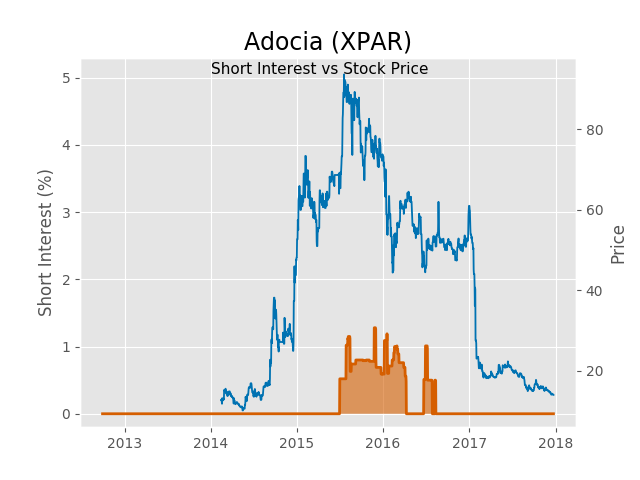 Adocia (XPAR)
Short Interest vs Stock Price
5
4
3
2
1
0
Short Interest (%)
80
60
40
20
Price
2013 2014 2015 2016 2017 2018